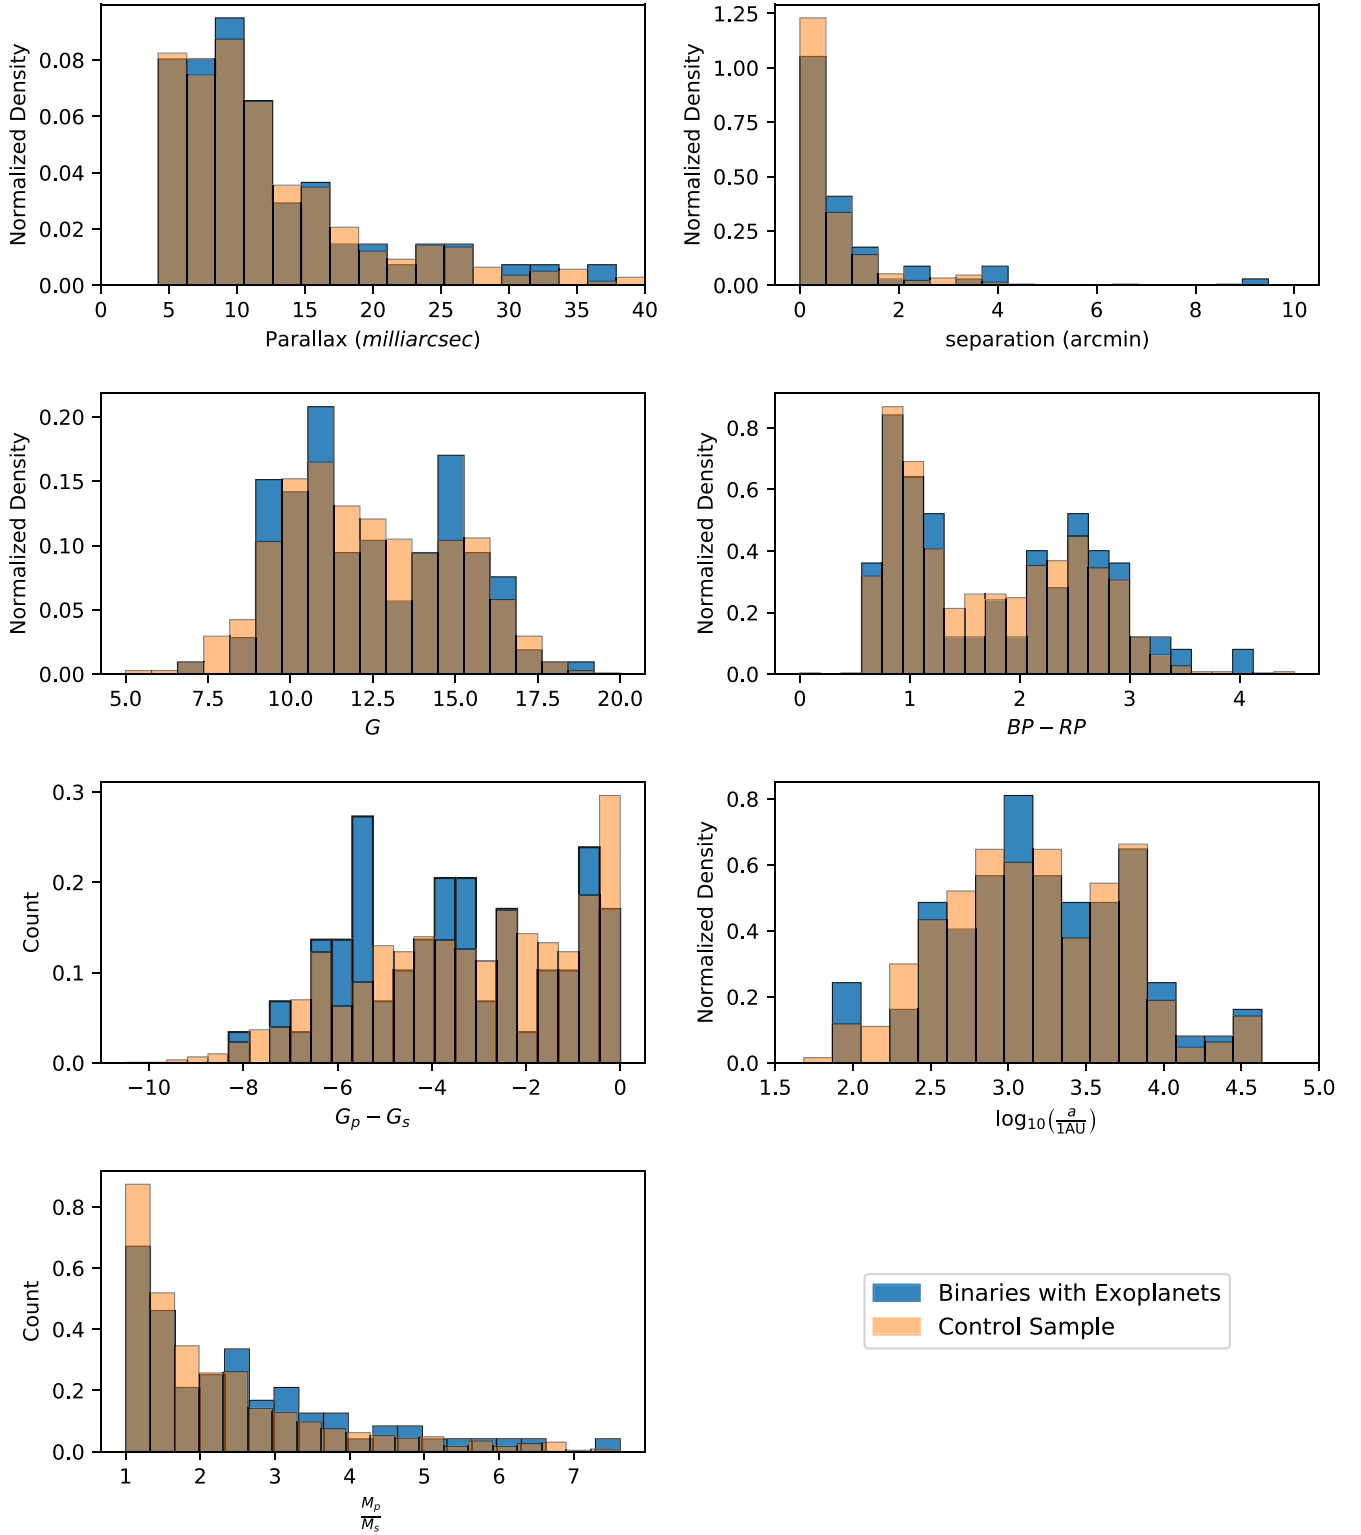 0.08
0.06
0.04
0.02
0.00
Normalized Density
0 5 10 15 20 25 30 35 40
Parallax (milliarcsec)
1.25
1.00
0.75
0.50
0.25
0.00
Normalized Density
0 2 4 6 8 10
separation (arcmin)
0.20
0.15
0.10
0.05
0.00
Normalized Density
5.0 7.5 10.0 12.5 15.0 17.5 20.0
G
0.8
0.6
0.4
0.2
0.0
Normalized Density
0 1 2 3 4
BP − RP
0.3
0.2
0.1
0.0
Count
−10 −8 −6 −4 −2 0
G_p − G_s
0.8
0.6
0.4
0.2
0.0
Normalized Density
1.5 2.0 2.5 3.0 3.5 4.0 4.5 5.0
log₁₀(a/1AU)
0.8
0.6
0.4
0.2
0.0
Count
1 2 3 4 5 6 7
M_p/M_s
Binaries with Exoplanets
Control Sample